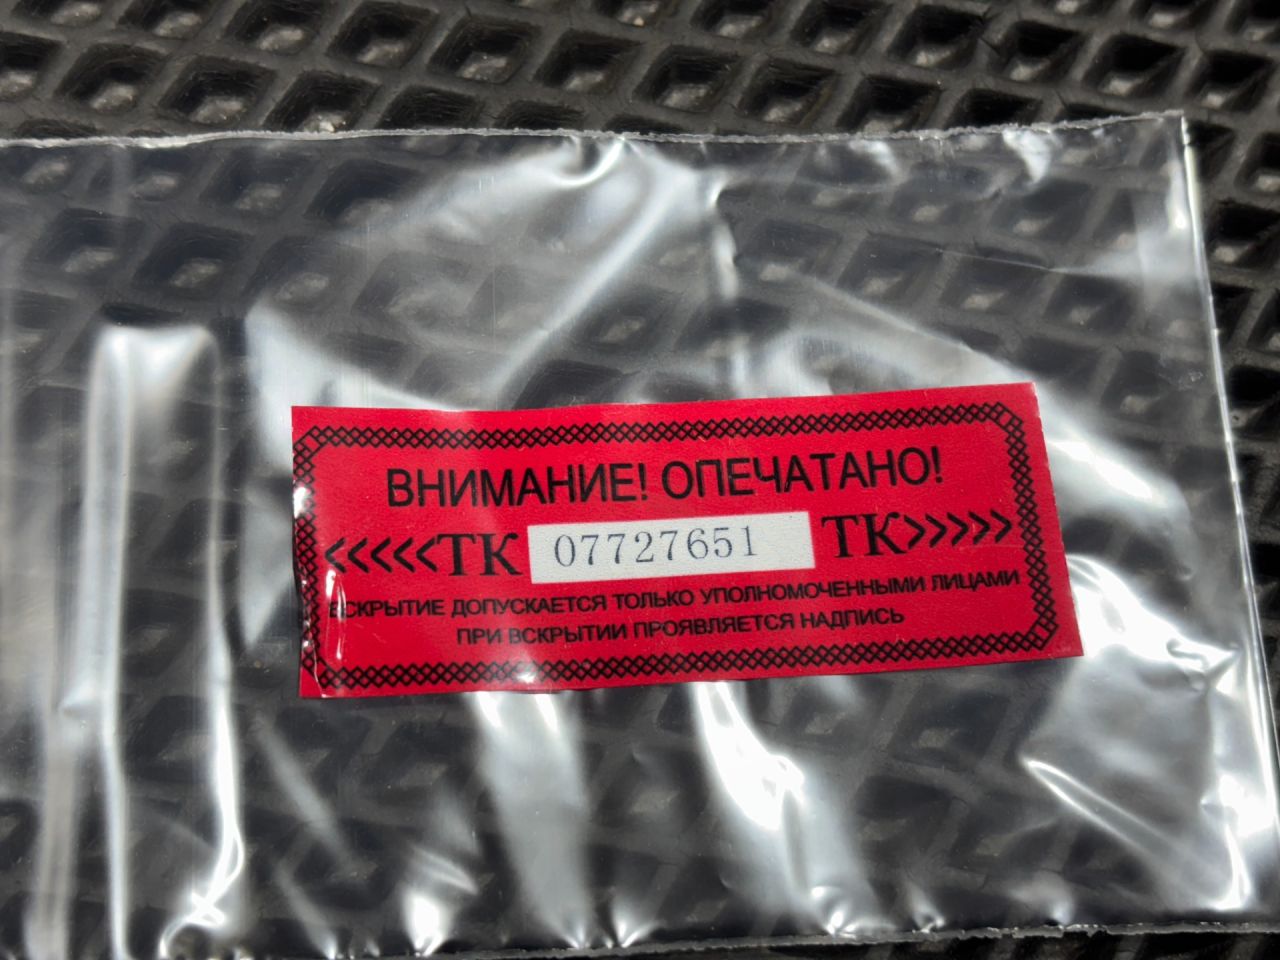 ВНИМАНИЕ! ОПЕЧАТАНО!
<<<<<ТК 07727651 ТК>>>>>
ВСКРЫТИЕ ДОПУСКАЕТСЯ ТОЛЬКО УПОЛНОМОЧЕННЫМИ ЛИЦАМИ
ПРИ ВСКРЫТИИ ПРОЯВЛЯЕТСЯ НАДПИСЬ